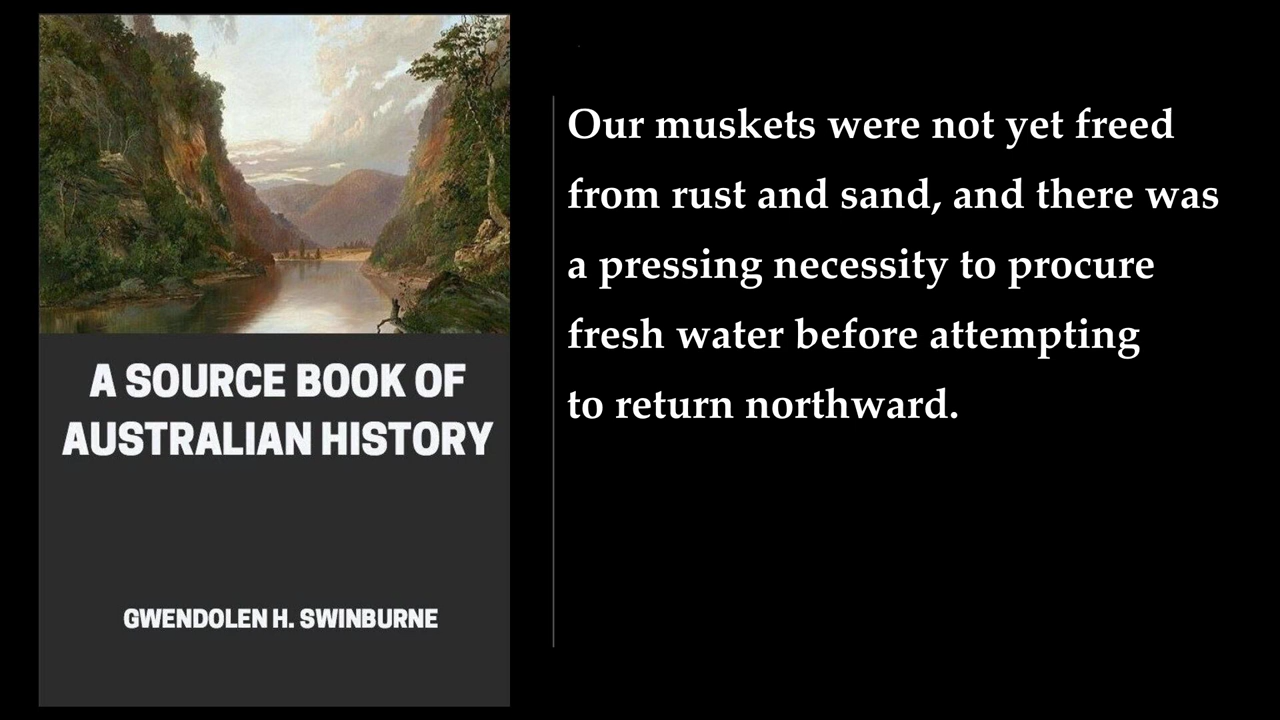 A SOURCE BOOK OF
AUSTRALIAN HISTORY
GWENDOLEN H. SWINBURNE
Our muskets were not yet freed
from rust and sand, and there was
a pressing necessity to procure
fresh water before attempting
to return northward.